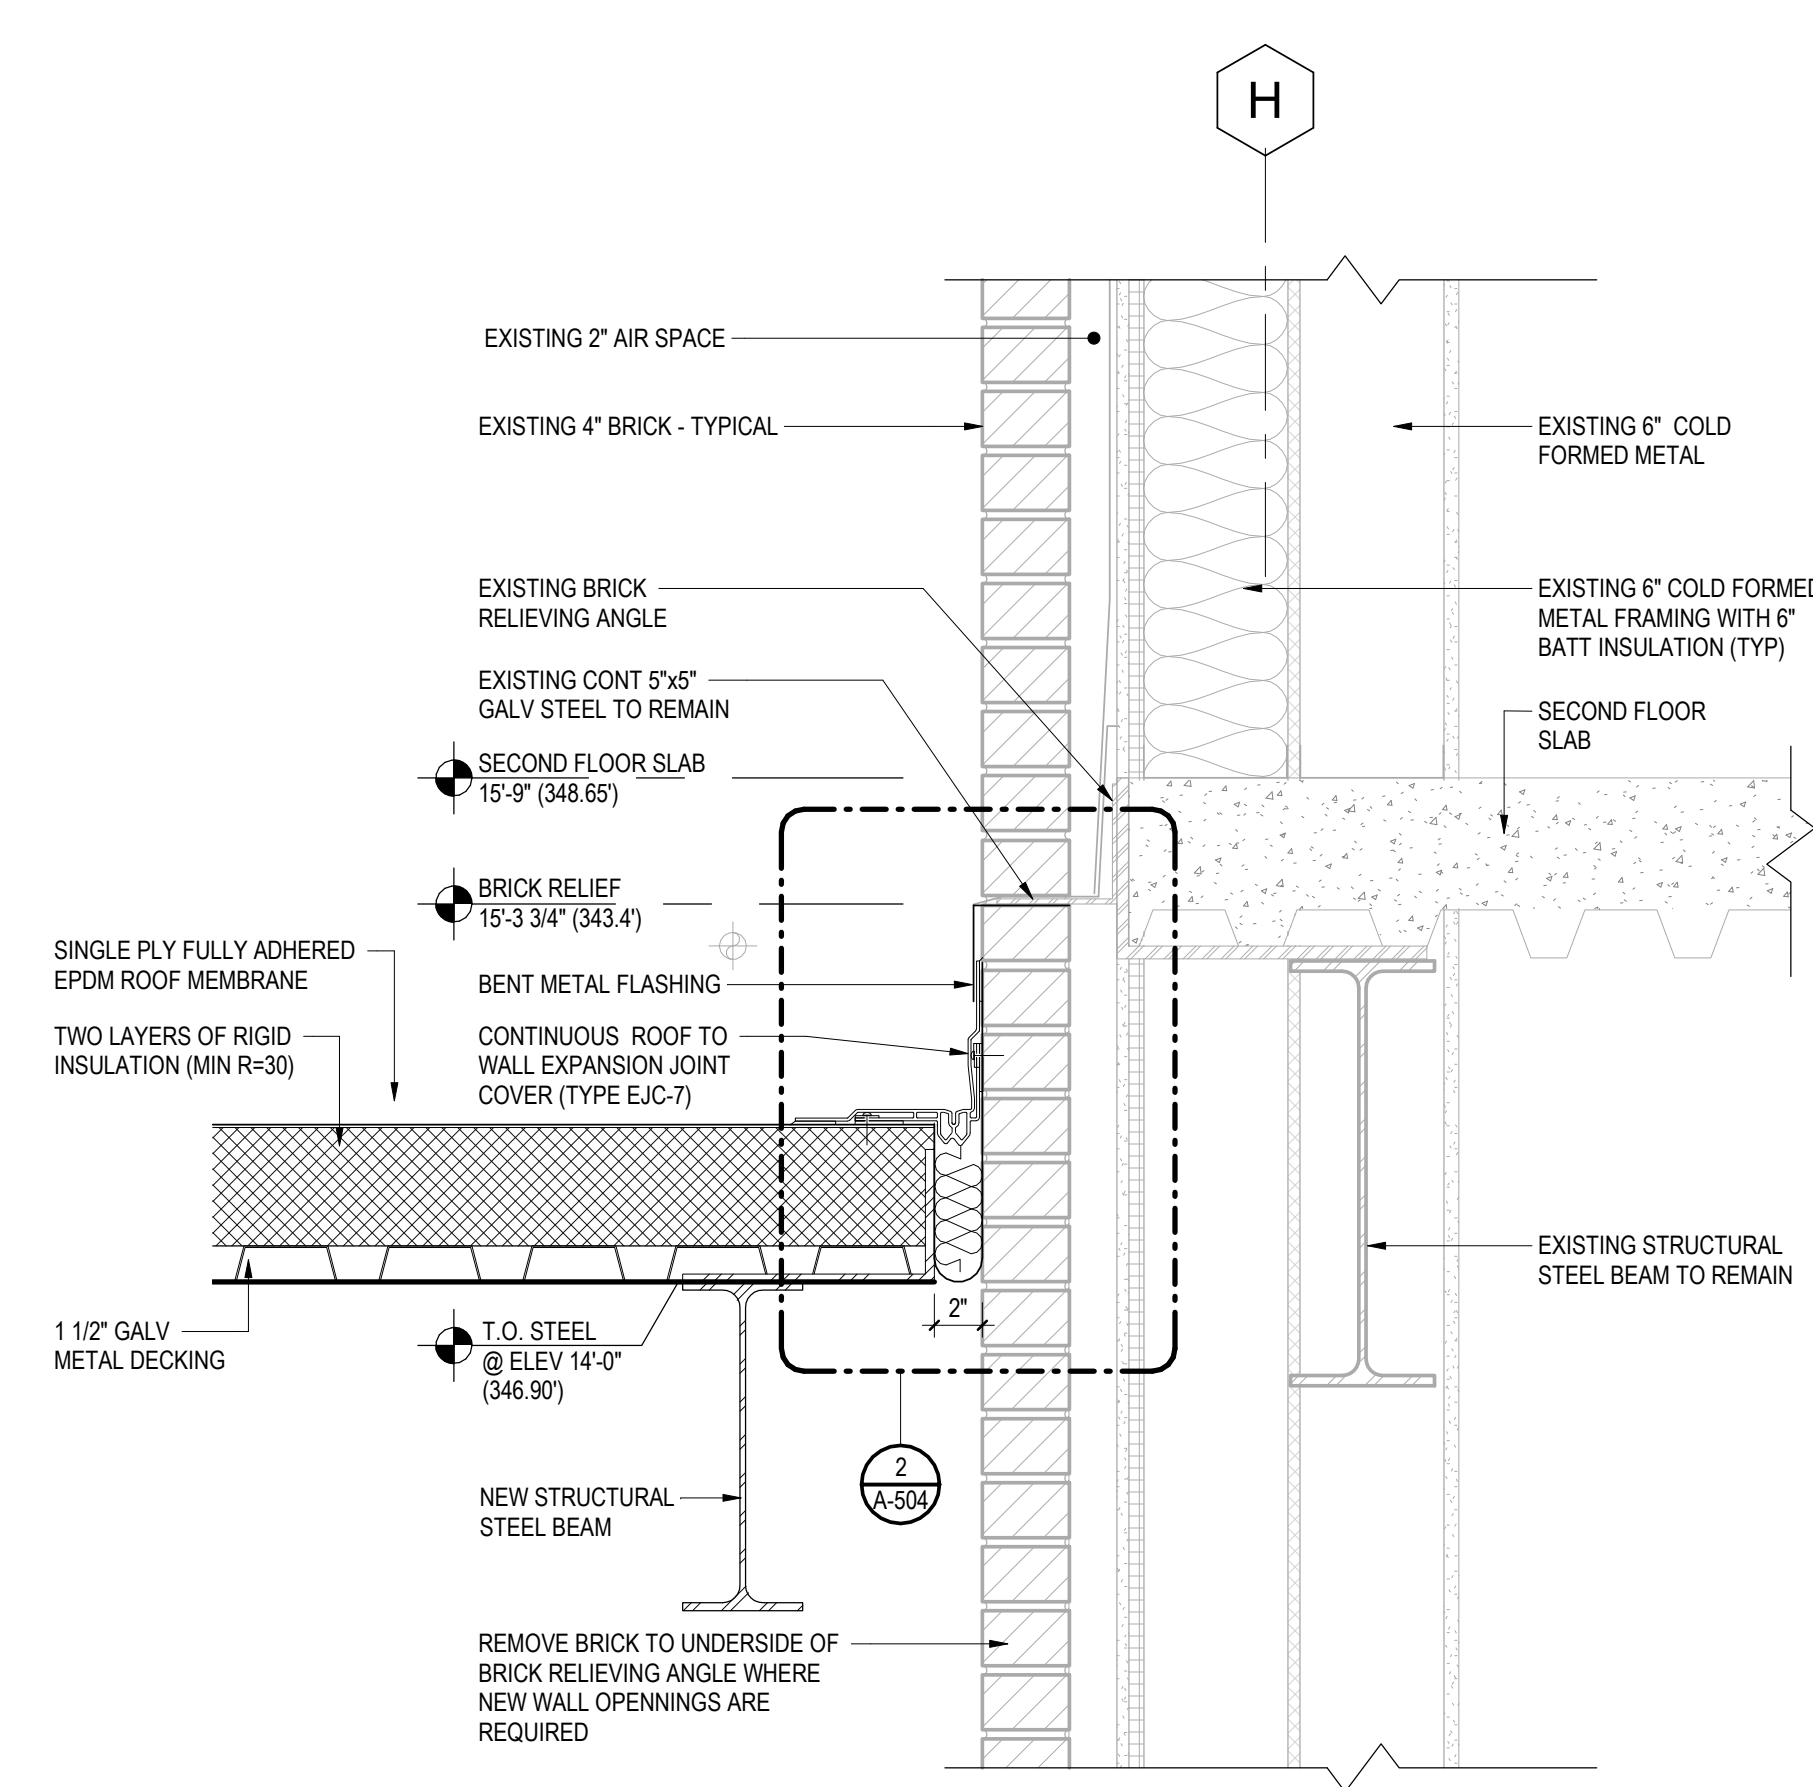 H
EXISTING 2" AIR SPACE
EXISTING 4" BRICK - TYPICAL
EXISTING 6" COLD
FORMED METAL
EXISTING BRICK
RELIEVING ANGLE
EXISTING 6" COLD FORMED
METAL FRAMING WITH 6"
BATT INSULATION (TYP)
EXISTING CONT 5"x5"
GALV STEEL TO REMAIN
SECOND FLOOR
SLAB
SECOND FLOOR SLAB
15'-9" (348.65')
BRICK RELIEF
15'-3 3/4" (343.4')
SINGLE PLY FULLY ADHERED
EPDM ROOF MEMBRANE
BENT METAL FLASHING
TWO LAYERS OF RIGID
INSULATION (MIN R=30)
CONTINUOUS ROOF TO
WALL EXPANSION JOINT
COVER (TYPE EJC-7)
EXISTING STRUCTURAL
STEEL BEAM TO REMAIN
2"
1 1/2" GALV
METAL DECKING
T.O. STEEL
@ ELEV 14'-0"
(346.90')
2
A-504
NEW STRUCTURAL
STEEL BEAM
REMOVE BRICK TO UNDERSIDE OF
BRICK RELIEVING ANGLE WHERE
NEW WALL OPENNINGS ARE
REQUIRED